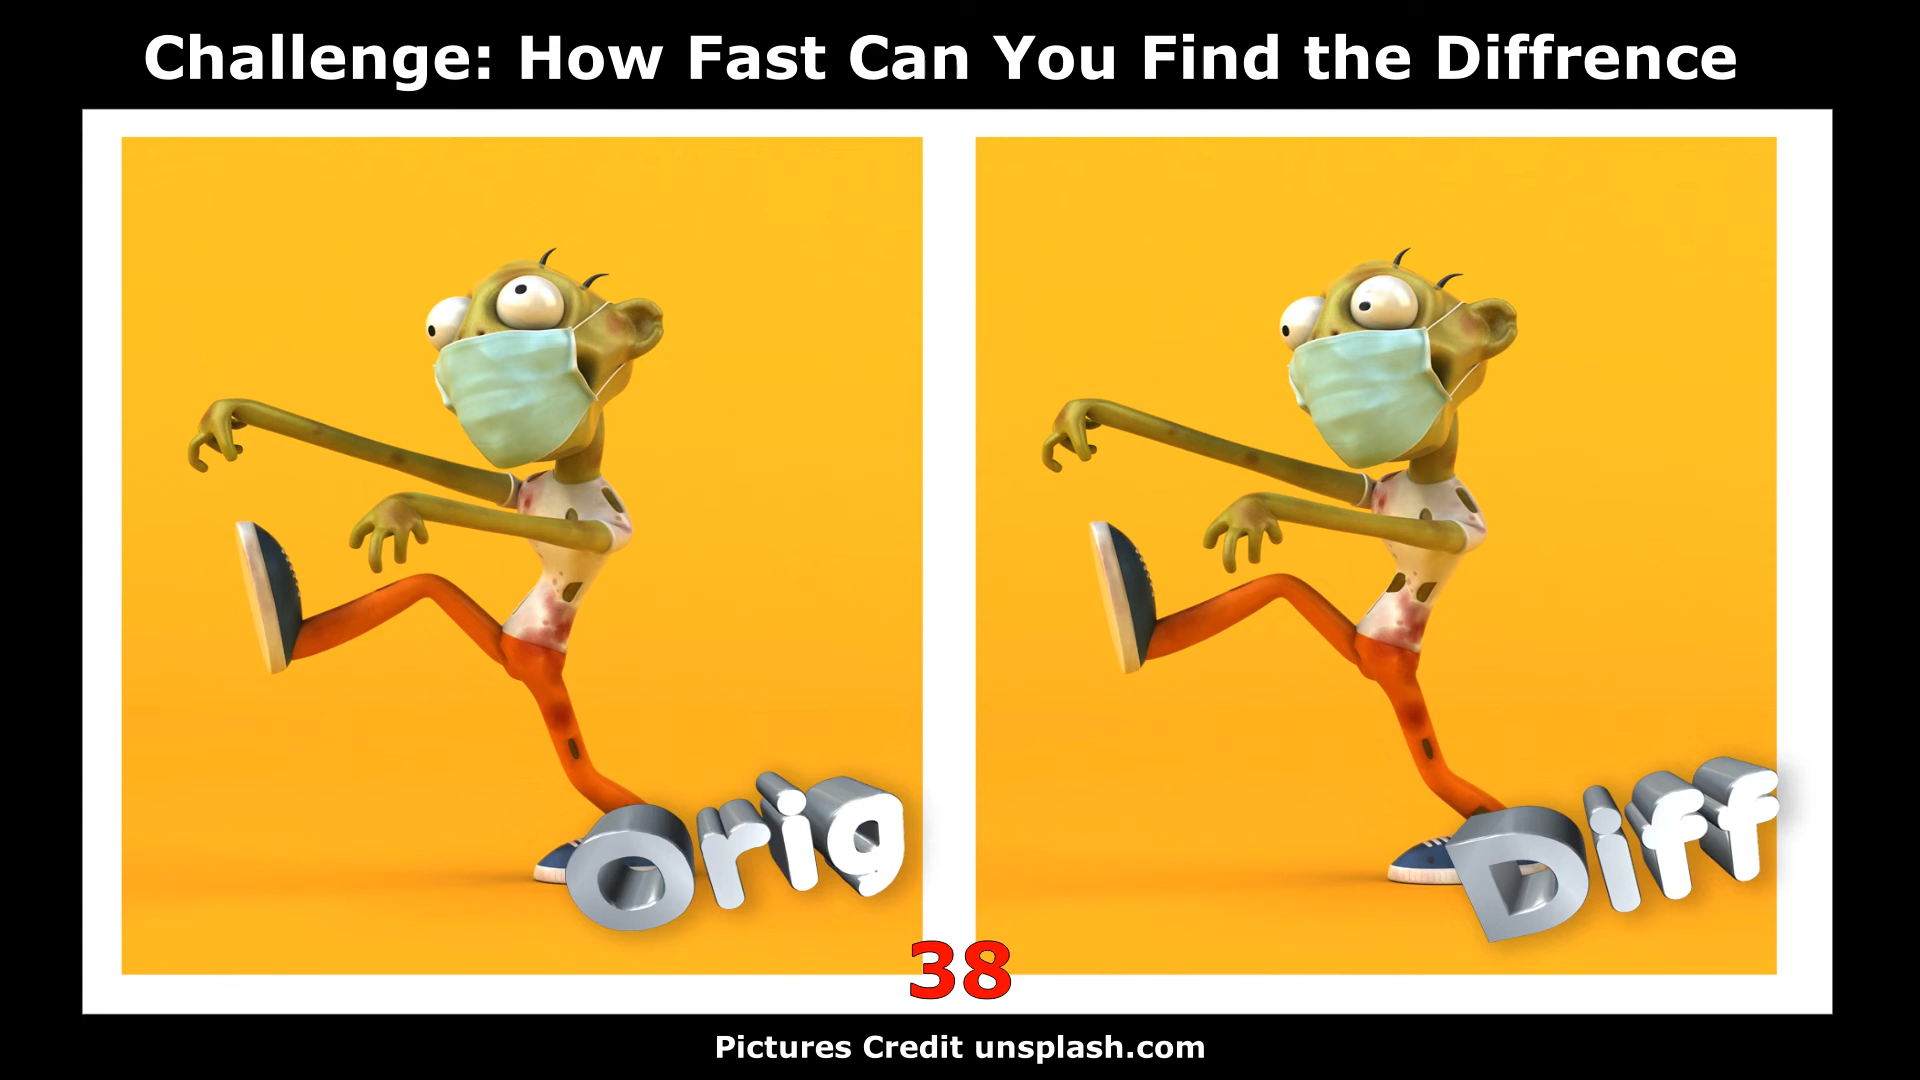 Challenge: How Fast Can You Find the Diffrence
Orig
Diff
38
Pictures Credit unsplash.com